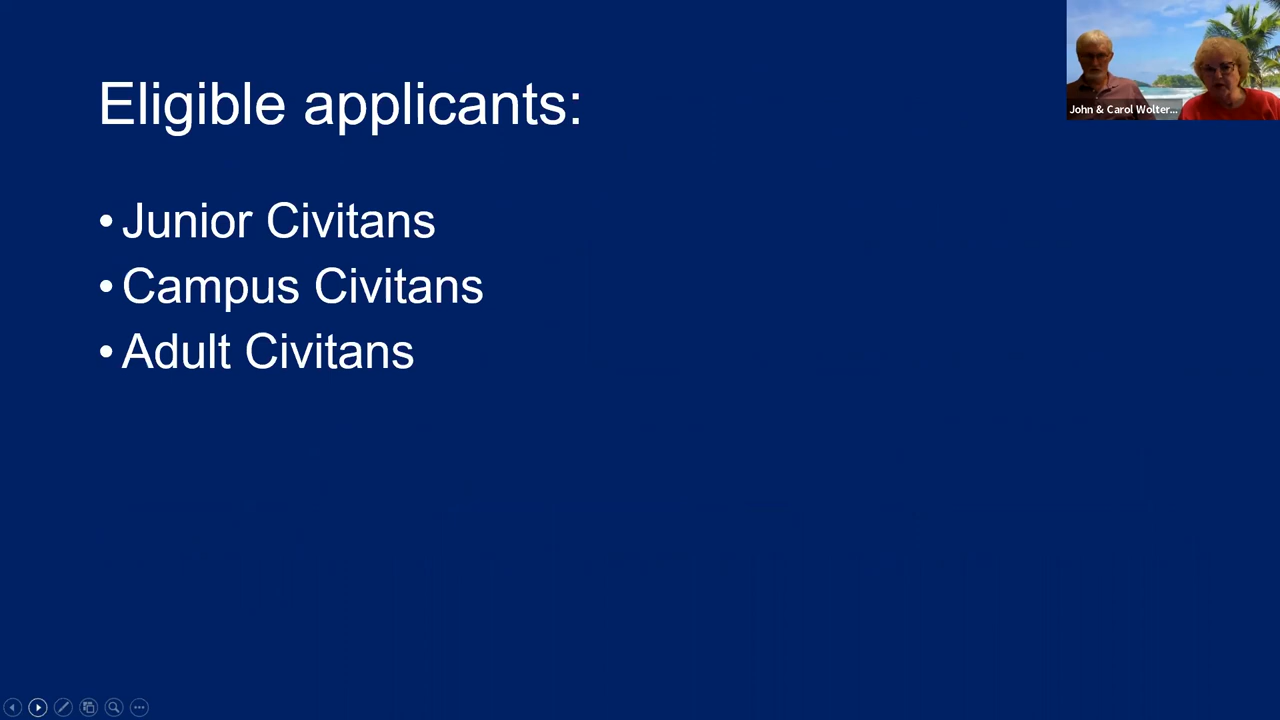 Eligible applicants:
• Junior Civitans
• Campus Civitans
• Adult Civitans
John & Carol Wolter...